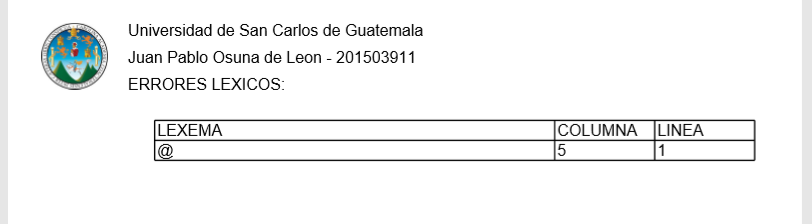 Universidad de San Carlos de Guatemala
Juan Pablo Osuna de Leon - 201503911
ERRORES LEXICOS:
LEXEMA COLUMNA LINEA
@ 5 1